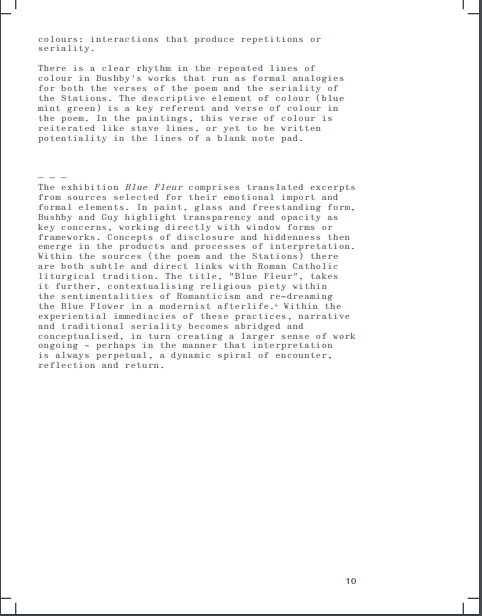 colours: interactions that produce repetitions or
seriality.
There is a clear rhythm in the repeated lines of
colour in Bushby's works that run as formal analogies
for both the verses of the poem and the seriality of
the Stations. The descriptive element of colour (blue
mint green) is a key referent and verse of colour in
the poem. In the paintings, this verse of colour is
reiterated like stave lines, or yet to be written
potentiality in the lines of a blank note pad.
— — —
The exhibition Blue Fleur comprises translated excerpts
from sources selected for their emotional import and
formal elements. In paint, glass and freestanding form,
Bushby and Guy highlight transparency and opacity as
key concerns, working directly with window forms or
frameworks. Concepts of disclosure and hiddenness then
emerge in the products and processes of interpretation.
Within the sources (the poem and the Stations) there
are both subtle and direct links with Roman Catholic
liturgical tradition. The title, "Blue Fleur", takes
it further, contextualising religious piety within
the sentimentalities of Romanticism and re-dreaming
the Blue Flower in a modernist afterlife.⁶ Within the
experiential immediacies of these practices, narrative
and traditional seriality becomes abridged and
conceptualised, in turn creating a larger sense of work
ongoing - perhaps in the manner that interpretation
is always perpetual, a dynamic spiral of encounter,
reflection and return.
10